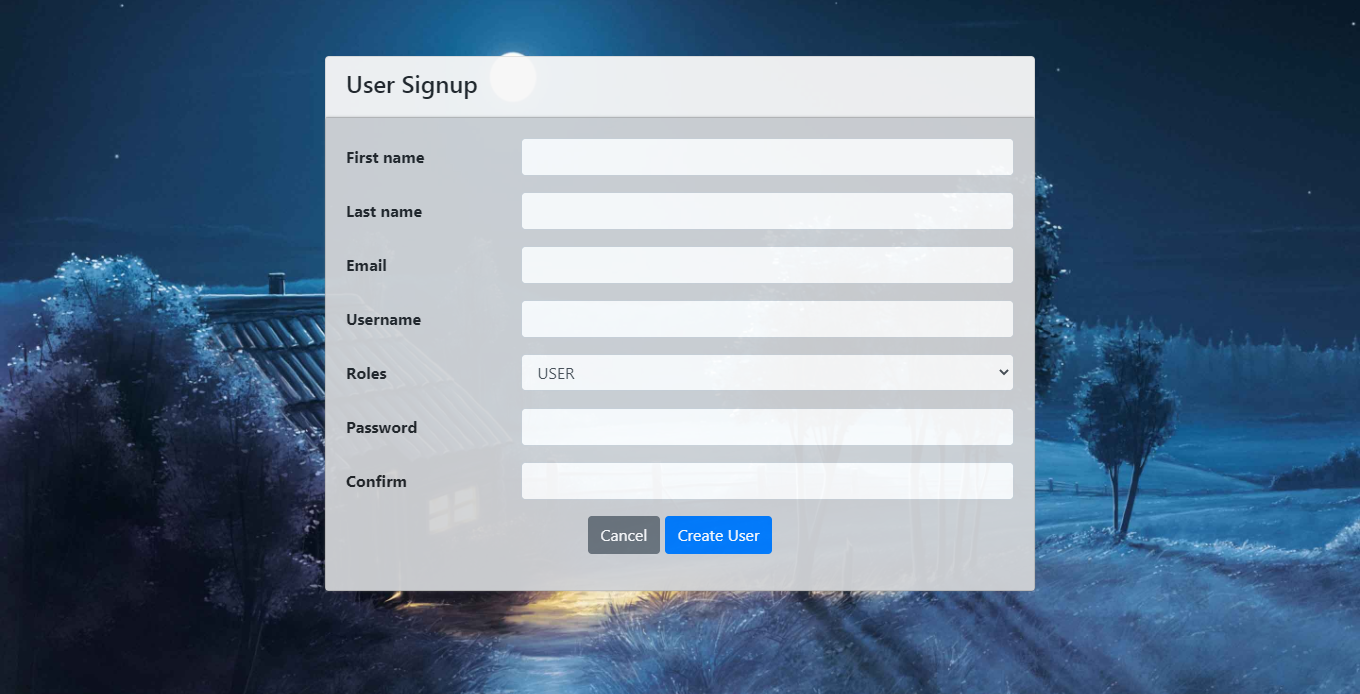 User Signup
First name
Last name
Email
Username
Roles USER
Password
Confirm
Cancel Create User